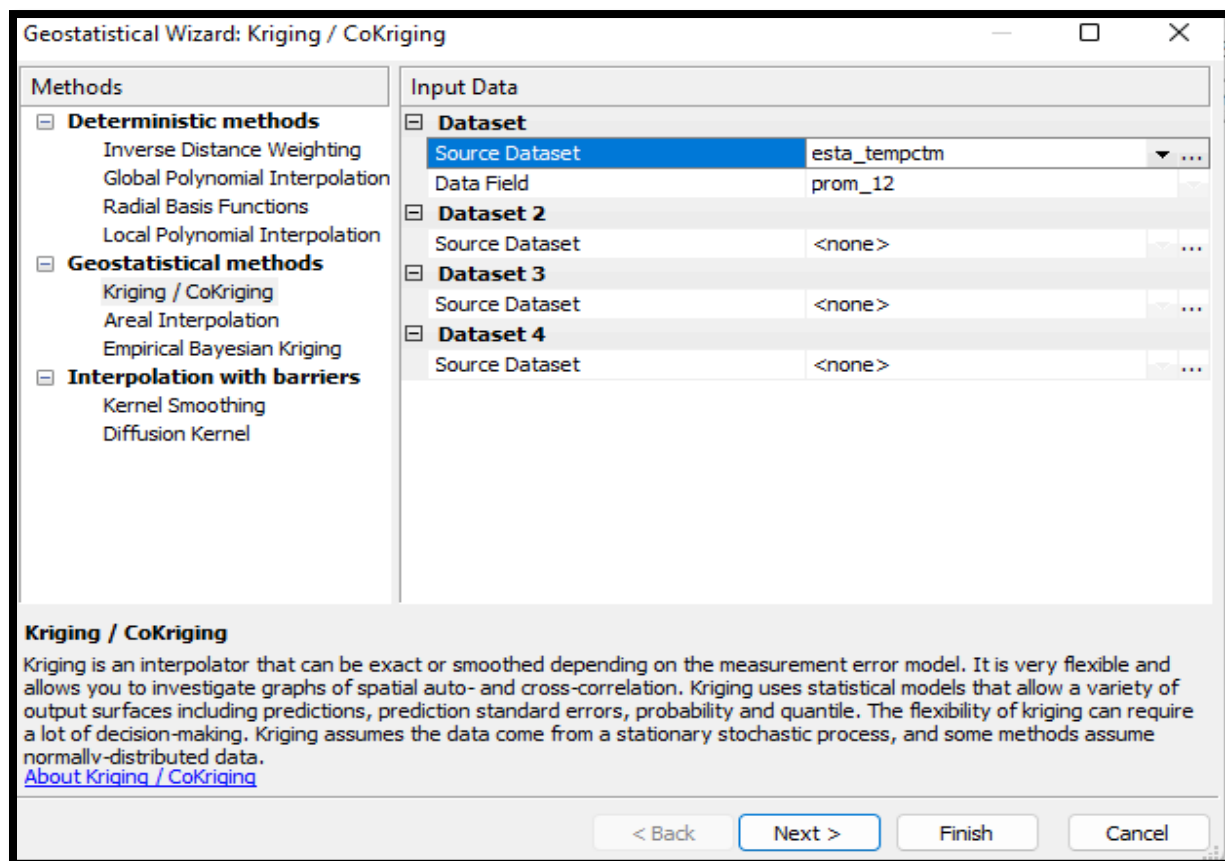 Geostatistical Wizard: Kriging / CoKriging
Methods
Deterministic methods
Inverse Distance Weighting
Global Polynomial Interpolation
Radial Basis Functions
Local Polynomial Interpolation
Geostatistical methods
Kriging / CoKriging
Areal Interpolation
Empirical Bayesian Kriging
Interpolation with barriers
Kernel Smoothing
Diffusion Kernel
Input Data
Dataset
Source Dataset esta_tempctm ...
Data Field prom_12
Dataset 2
Source Dataset <none> ...
Dataset 3
Source Dataset <none> ...
Dataset 4
Source Dataset <none> ...
Kriging / CoKriging
Kriging is an interpolator that can be exact or smoothed depending on the measurement error model. It is very flexible and
allows you to investigate graphs of spatial auto- and cross-correlation. Kriging uses statistical models that allow a variety of
output surfaces including predictions, prediction standard errors, probability and quantile. The flexibility of kriging can require
a lot of decision-making. Kriging assumes the data come from a stationary stochastic process, and some methods assume
normally-distributed data.
About Kriging / CoKriging
< Back Next > Finish Cancel